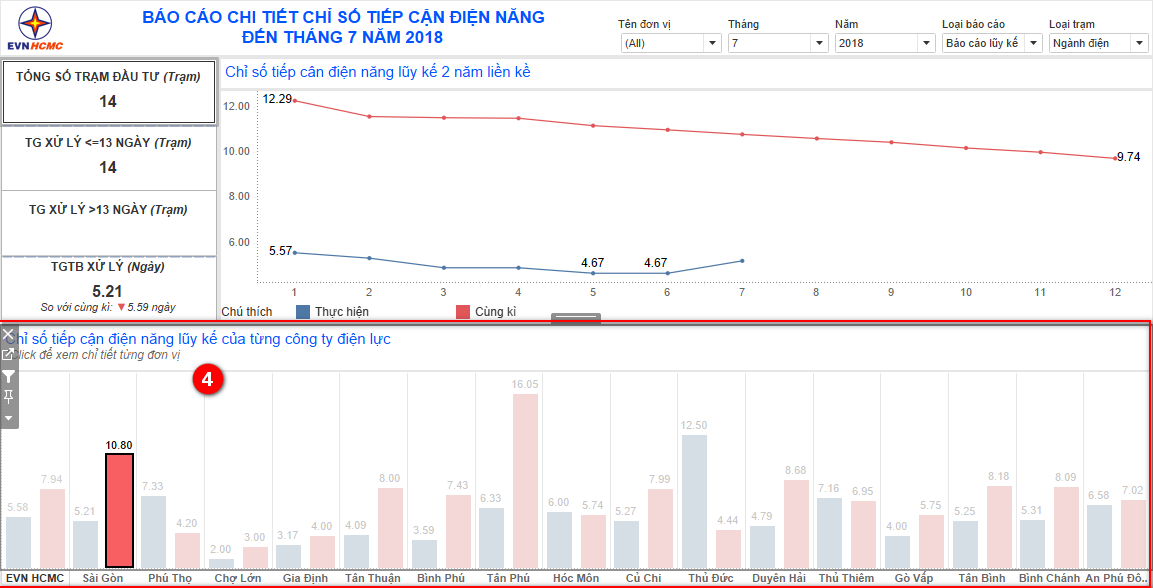 EVNHCMC
BÁO CÁO CHI TIẾT CHỈ SỐ TIẾP CẬN ĐIỆN NĂNG
ĐẾN THÁNG 7 NĂM 2018
Tên đơn vị Tháng Năm Loại báo cáo Loại trạm
(All) 7 2018 Báo cáo lũy kế Ngành điện
TỔNG SỐ TRẠM ĐẦU TƯ (Trạm)
14
TG XỬ LÝ <=13 NGÀY (Trạm)
14
TG XỬ LÝ >13 NGÀY (Trạm)
TGTB XỬ LÝ (Ngày)
5.21
So với cùng kì: ▼5.59 ngày
Chỉ số tiếp cân điện năng lũy kế 2 năm liền kề
12.00
10.00
8.00
6.00
12.29
9.74
5.57
4.67
4.67
1 2 3 4 5 6 7 8 9 10 11 12
Chú thích Thực hiện Cùng kì
Chỉ số tiếp cận điện năng lũy kế của từng công ty điện lực
Click để xem chi tiết từng đơn vị
4
5.58 7.94 5.21 10.80 7.33 4.20 2.00 3.00 3.17 4.00 4.09 8.00 3.59 7.43 6.33 16.05 6.00 5.74 5.27 7.99 12.50 4.44 4.79 8.68 7.16 6.95 4.00 5.75 5.25 8.18 5.31 8.09 6.58 7.02
EVN HCMC Sài Gòn Phú Thọ Chợ Lớn Gia Định Tân Thuận Bình Phú Tân Phú Hóc Môn Củ Chi Thủ Đức Duyên Hải Thủ Thiêm Gò Vấp Tân Bình Bình Chánh An Phú Đô..